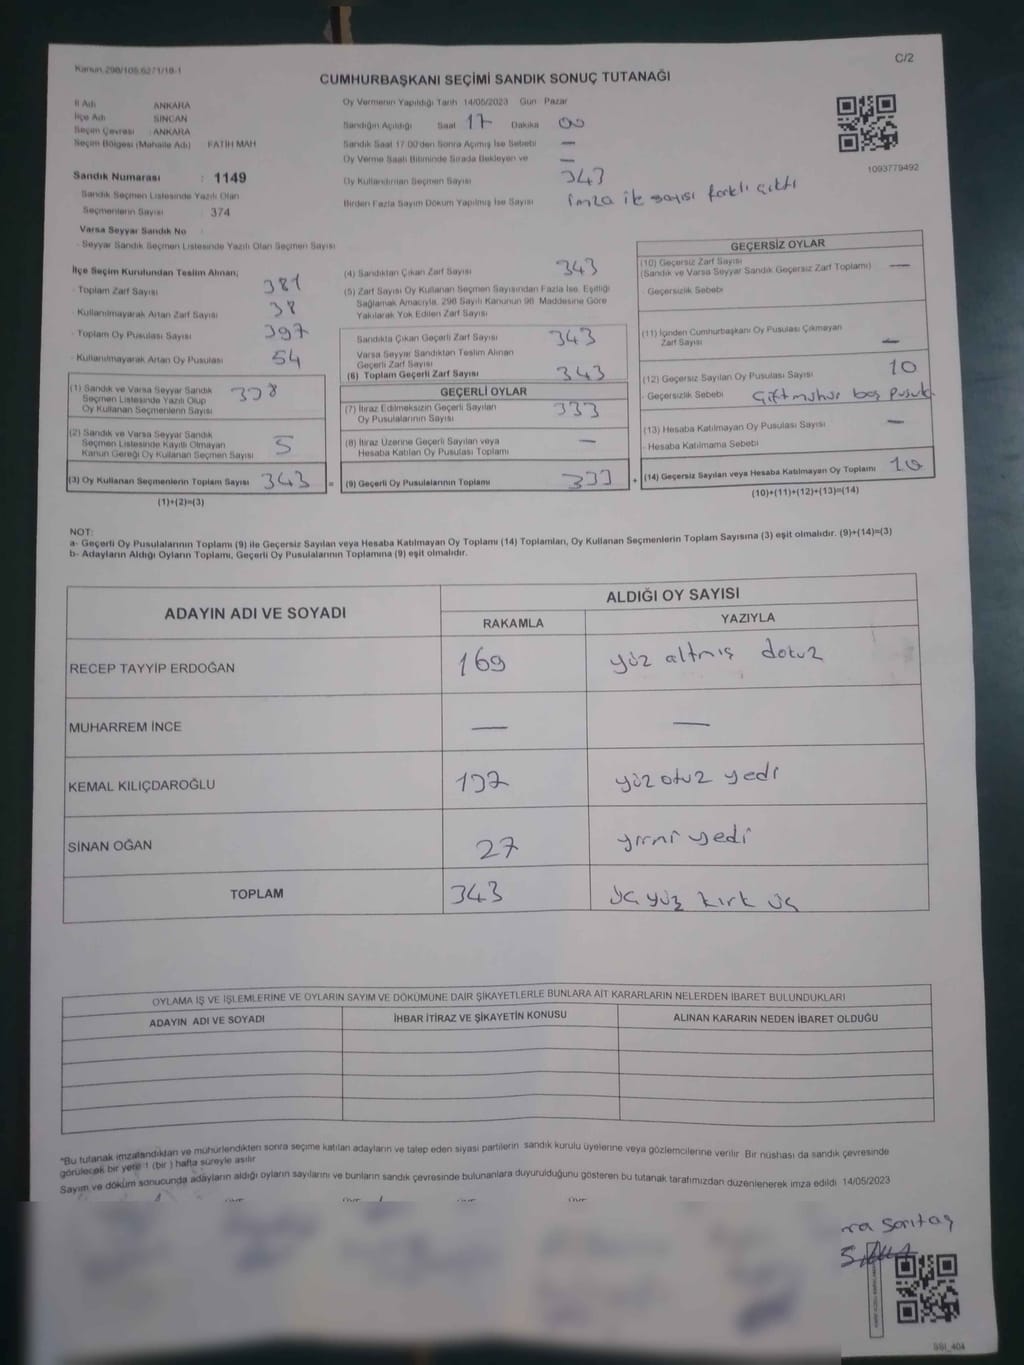 Kanun.298/105.6271/18-1
C/2
CUMHURBAŞKANI SEÇİMİ SANDIK SONUÇ TUTANAĞI
İl Adı ANKARA
İlçe Adı SİNCAN
Seçim Çevresi : ANKARA
Seçim Bölgesi (Mahalle Adı) FATİH MAH
Sandık Numarası : 1149
Sandık Seçmen Listesinde Yazılı Olan
Seçmenlerin Sayısı : 374
Varsa Seyyar Sandık No
- Seyyar Sandık Seçmen Listesinde Yazılı Olan Seçmen Sayısı
Oy Vermenin Yapıldığı Tarih 14/05/2023 Gün Pazar
Sandığın Açıldığı Saat 17 Dakika 00
Sandık Saat 17 00'den Sonra Açılmış İse Sebebi —
Oy Verme Saati Bitiminde Sırada Bekleyen ve —
Oy Kullandırılan Seçmen Sayısı 343
Birden Fazla Sayım Döküm Yapılmış İse Sayısı imza ile sayısı farklı çıktı
1093779492
İlçe Seçim Kurulundan Teslim Alınan;
- Toplam Zarf Sayısı 381
- Kullanılmayarak Artan Zarf Sayısı 38
- Toplam Oy Pusulası Sayısı 397
- Kullanılmayarak Artan Oy Pusulası 54
(1) Sandık ve Varsa Seyyar Sandık
Seçmen Listesinde Yazılı Olup
Oy Kullanan Seçmenlerin Sayısı 338
(2) Sandık ve Varsa Seyyar Sandık
Seçmen Listesinde Kayıtlı Olmayan
Kanun Gereği Oy Kullanan Seçmen Sayısı 5
(3) Oy Kullanan Seçmenlerin Toplam Sayısı 343 =
(1)+(2)=(3)
(4) Sandıktan Çıkan Zarf Sayısı 343
(5) Zarf Sayısı Oy Kullanan Seçmen Sayısından Fazla İse, Eşitliği
Sağlamak Amacıyla, 298 Sayılı Kanunun 98. Maddesine Göre
Yakılarak Yok Edilen Zarf Sayısı
Sandıkta Çıkan Geçerli Zarf Sayısı 343
Varsa Seyyar Sandıktan Teslim Alınan
Geçerli Zarf Sayısı
(6) Toplam Geçerli Zarf Sayısı 343
GEÇERLİ OYLAR
(7) İtiraz Edilmeksizin Geçerli Sayılan
Oy Pusulalarının Sayısı 333
(8) İtiraz Üzerine Geçerli Sayılan veya
Hesaba Katılan Oy Pusulası Toplamı —
(9) Geçerli Oy Pusulalarının Toplamı 333 +
GEÇERSİZ OYLAR
(10) Geçersiz Zarf Sayısı
(Sandık ve Varsa Seyyar Sandık Geçersiz Zarf Toplamı) —
- Geçersizlik Sebebi
(11) İçinden Cumhurbaşkanı Oy Pusulası Çıkmayan
Zarf Sayısı —
(12) Geçersiz Sayılan Oy Pusulası Sayısı 10
- Geçersizlik Sebebi Çift mühür boş pusula
(13) Hesaba Katılmayan Oy Pusulası Sayısı —
- Hesaba Katılmama Sebebi
(14) Geçersiz Sayılan veya Hesaba Katılmayan Oy Toplamı 10
(10)+(11)+(12)+(13)=(14)
NOT:
a- Geçerli Oy Pusulalarının Toplamı (9) ile Geçersiz Sayılan veya Hesaba Katılmayan Oy Toplamı (14) Toplamları, Oy Kullanan Seçmenlerin Toplam Sayısına (3) eşit olmalıdır. (9)+(14)=(3)
b- Adayların Aldığı Oyların Toplamı, Geçerli Oy Pusulalarının Toplamına (9) eşit olmalıdır.
ADAYIN ADI VE SOYADI
ALDIĞI OY SAYISI
RAKAMLA YAZIYLA
RECEP TAYYİP ERDOĞAN 169 yüz altmış dokuz
MUHARREM İNCE — —
KEMAL KILIÇDAROĞLU 137 yüz otuz yedi
SİNAN OĞAN 27 yirmi yedi
TOPLAM 343 üç yüz kırk üç
OYLAMA İŞ VE İŞLEMLERİNE VE OYLARIN SAYIM VE DÖKÜMÜNE DAİR ŞİKAYETLERLE BUNLARA AİT KARARLARIN NELERDEN İBARET BULUNDUKLARI
ADAYIN ADI VE SOYADI İHBAR İTİRAZ VE ŞİKAYETİN KONUSU ALINAN KARARIN NEDEN İBARET OLDUĞU
"Bu tutanak imzalandıktan ve mühürlendikten sonra seçime katılan adayların ve talep eden siyasi partilerin sandık kurulu üyelerine veya gözlemcilerine verilir Bir nüshası da sandık çevresinde
görülecek bir yere 1 (bir ) hafta süreyle asılır
Sayım ve döküm sonucunda adayların aldığı oyların sayılarını ve bunların sandık çevresinde bulunanlara duyurulduğunu gösteren bu tutanak tarafımızdan düzenlenerek imza edildi 14/05/2023
ra Sarıtaş
SSI_404